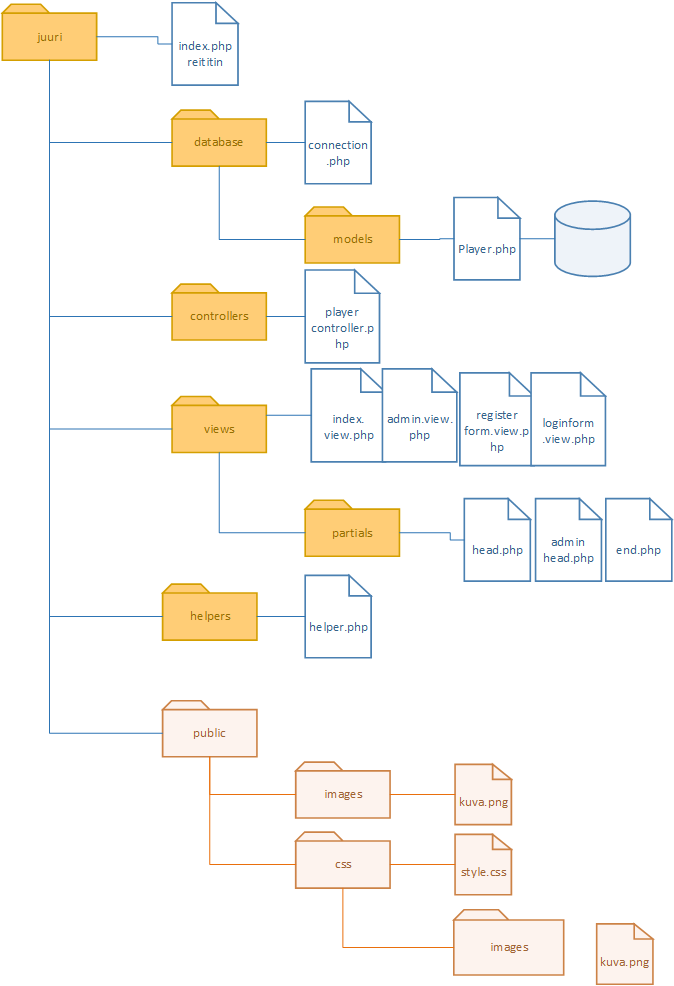 juuri
index.php
reititin
database
connection
.php
models
Player.php
controllers
player
controller.p
hp
views
index.
view.php
admin.view.
php
register
form.view.p
hp
loginform
.view.php
partials
head.php
admin
head.php
end.php
helpers
helper.php
public
images
kuva.png
css
style.css
images
kuva.png